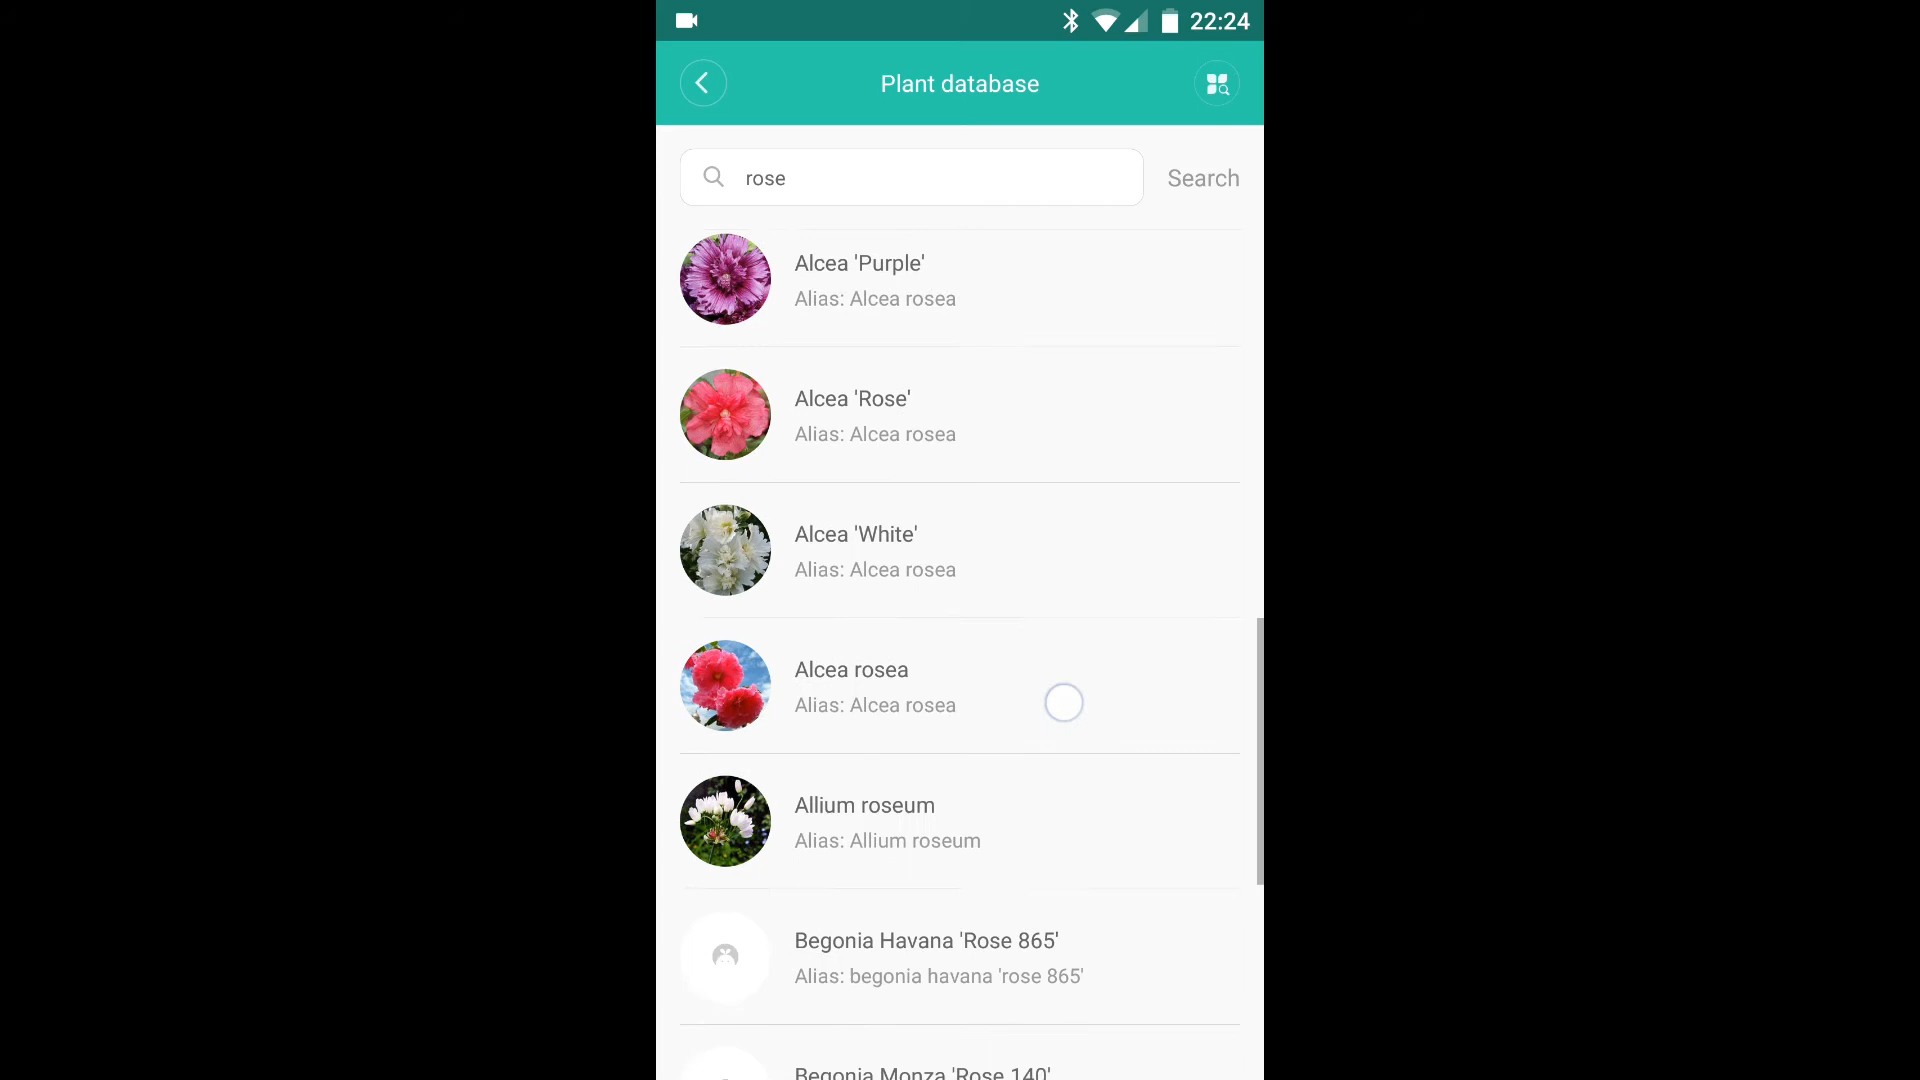 22:24
Plant database
rose
Search
Alcea 'Purple'
Alias: Alcea rosea
Alcea 'Rose'
Alias: Alcea rosea
Alcea 'White'
Alias: Alcea rosea
Alcea rosea
Alias: Alcea rosea
Allium roseum
Alias: Allium roseum
Begonia Havana 'Rose 865'
Alias: begonia havana 'rose 865'
Begonia Monza 'Rose 140'